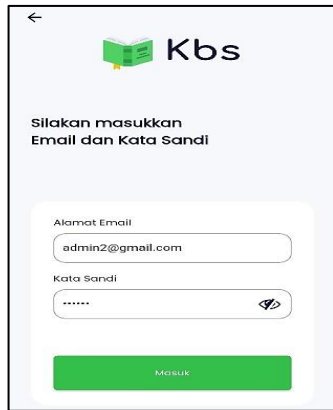 Kbs
Silakan masukkan
Email dan Kata Sandi
Alamat Email
admin2@gmail.com
Kata Sandi
••••••
Masuk